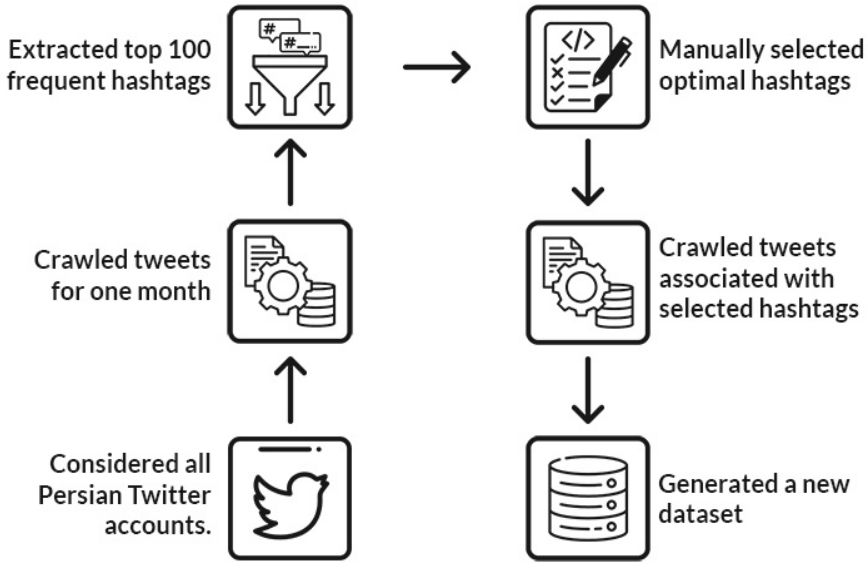 Extracted top 100
frequent hashtags
#
#
</>
Manually selected
optimal hashtags
Crawled tweets
for one month
Crawled tweets
associated with
selected hashtags
Considered all
Persian Twitter
accounts.
Generated a new
dataset